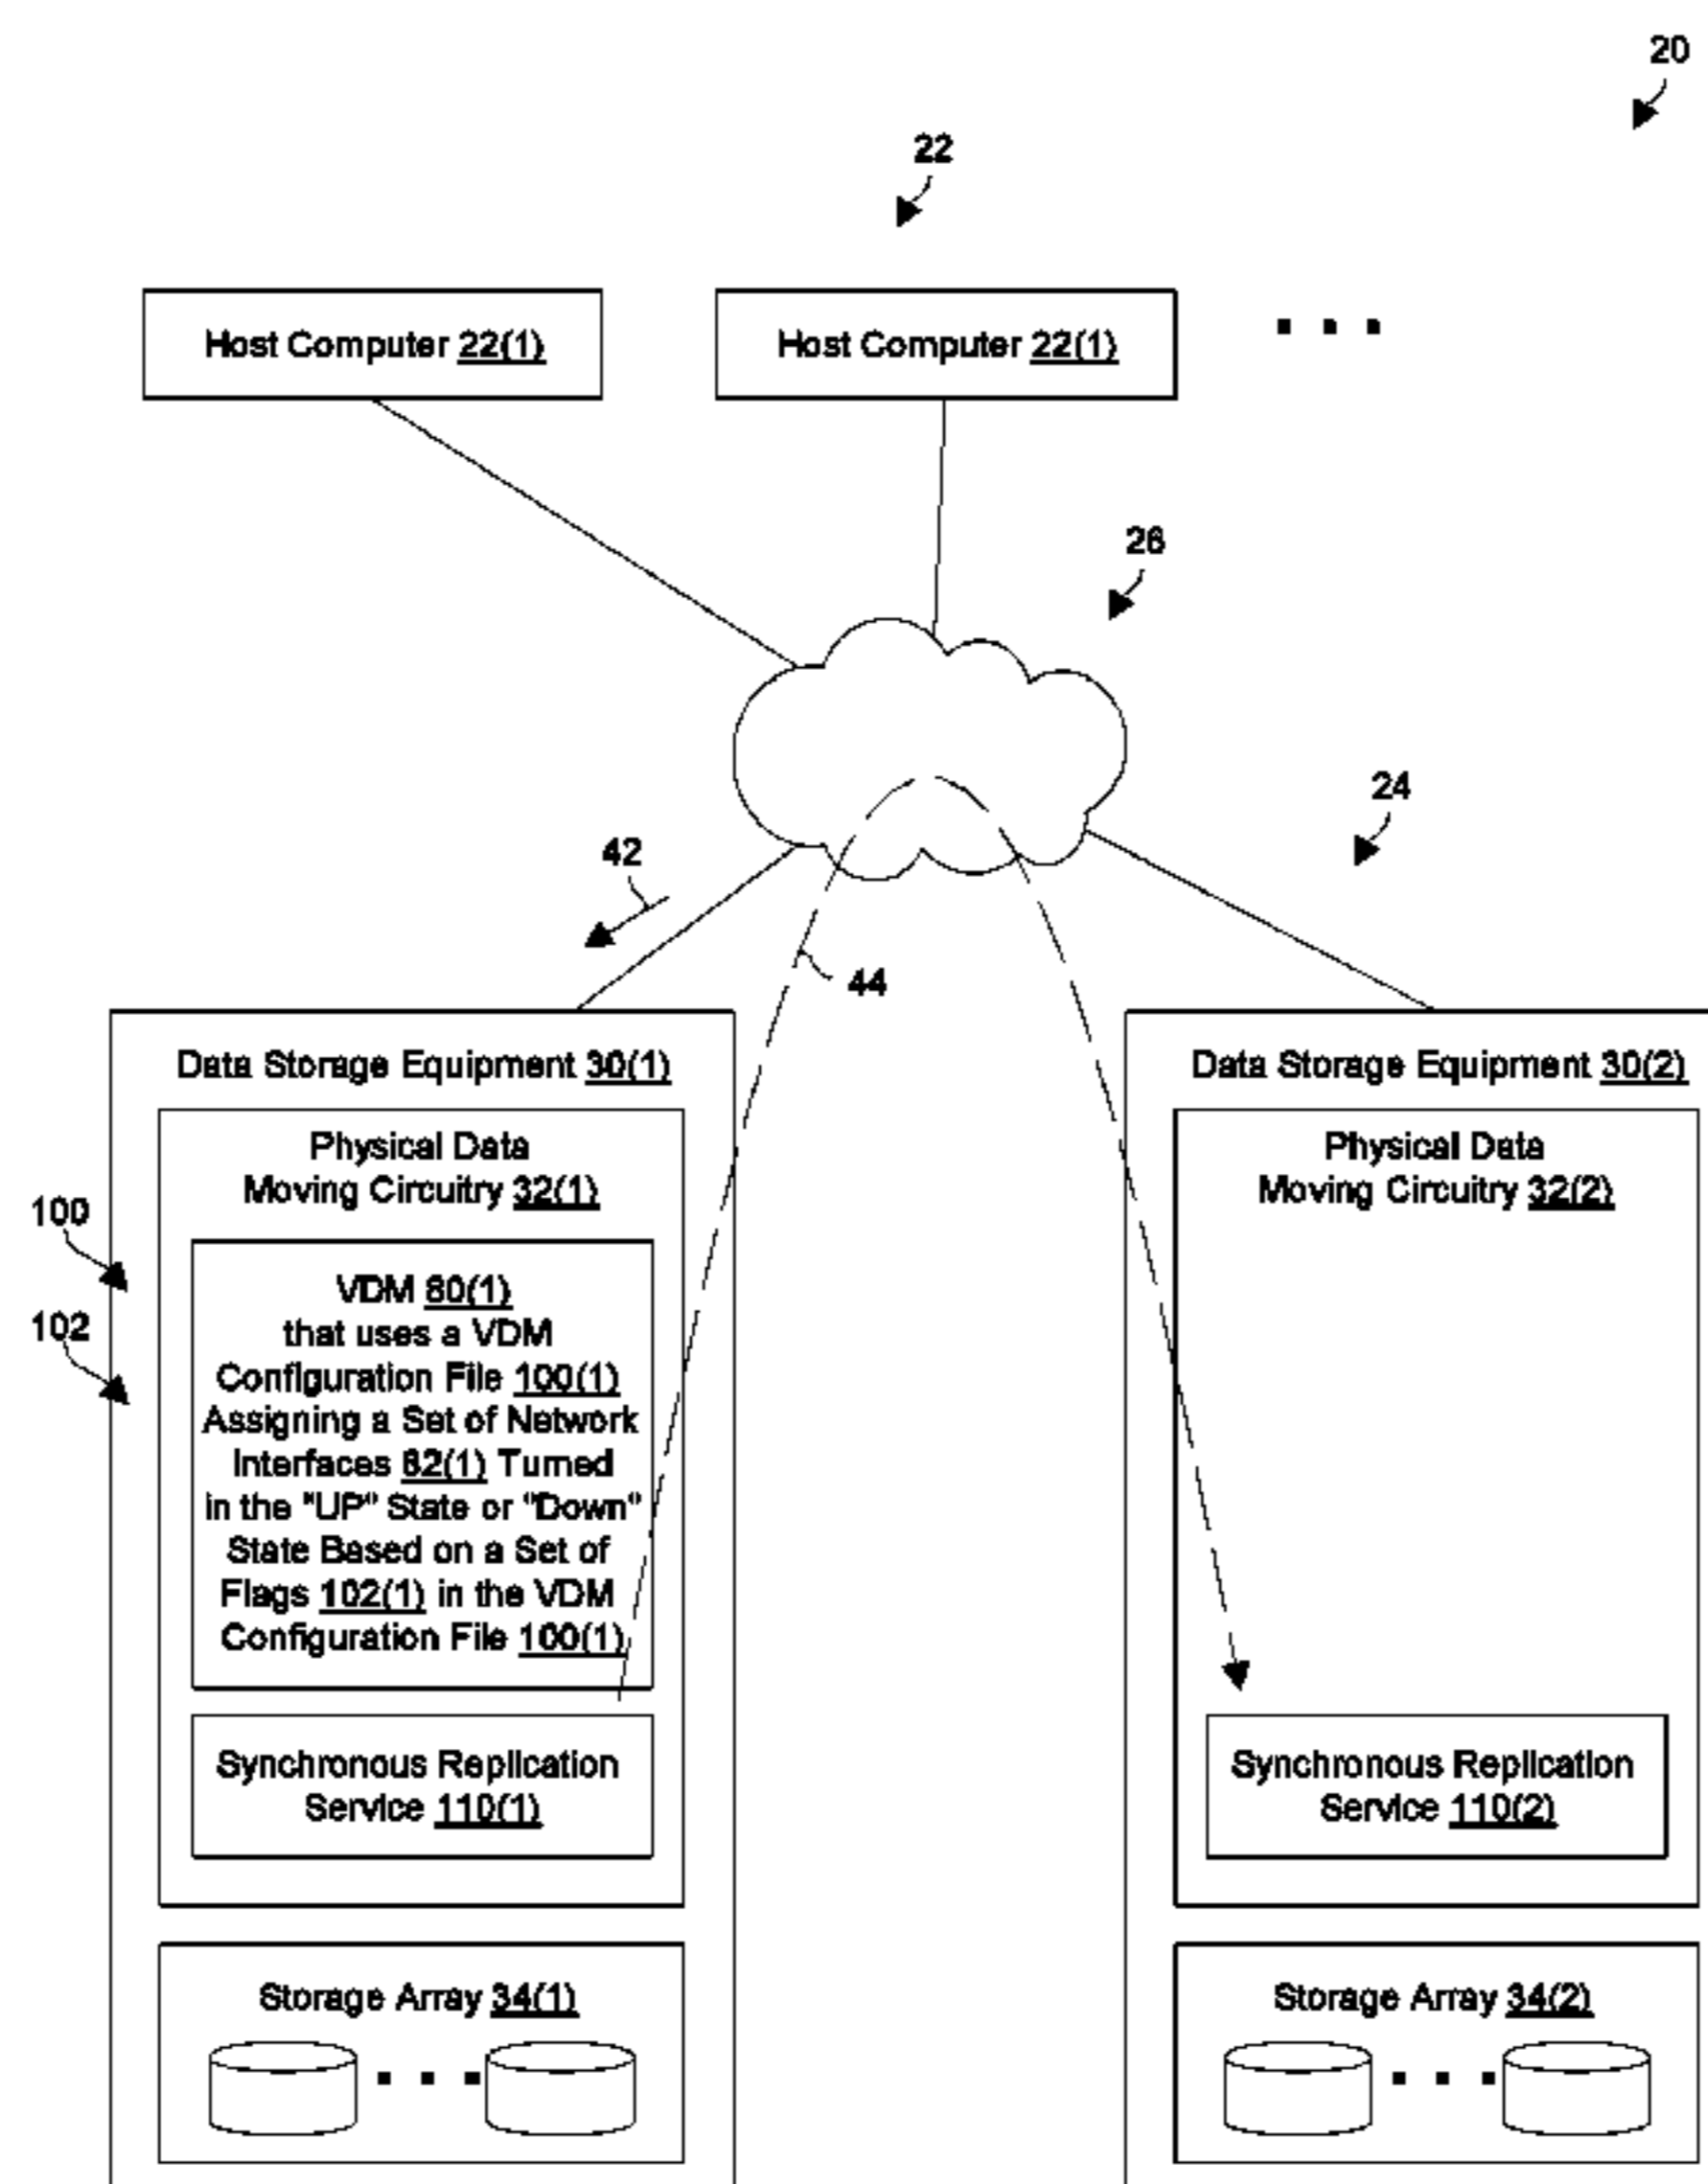 20
22
Host Computer 22(1)
Host Computer 22(1)
26
24
42
44
Data Storage Equipment 30(1)
Physical Data
Moving Circuitry 32(1)
100
102
VDM 80(1)
that uses a VDM
Configuration File 100(1)
Assigning a Set of Network
Interfaces 82(1) Turned
in the "UP" State or "Down"
State Based on a Set of
Flags 102(1) in the VDM
Configuration File 100(1)
Synchronous Replication
Service 110(1)
Storage Array 34(1)
Data Storage Equipment 30(2)
Physical Data
Moving Circuitry 32(2)
Synchronous Replication
Service 110(2)
Storage Array 34(2)